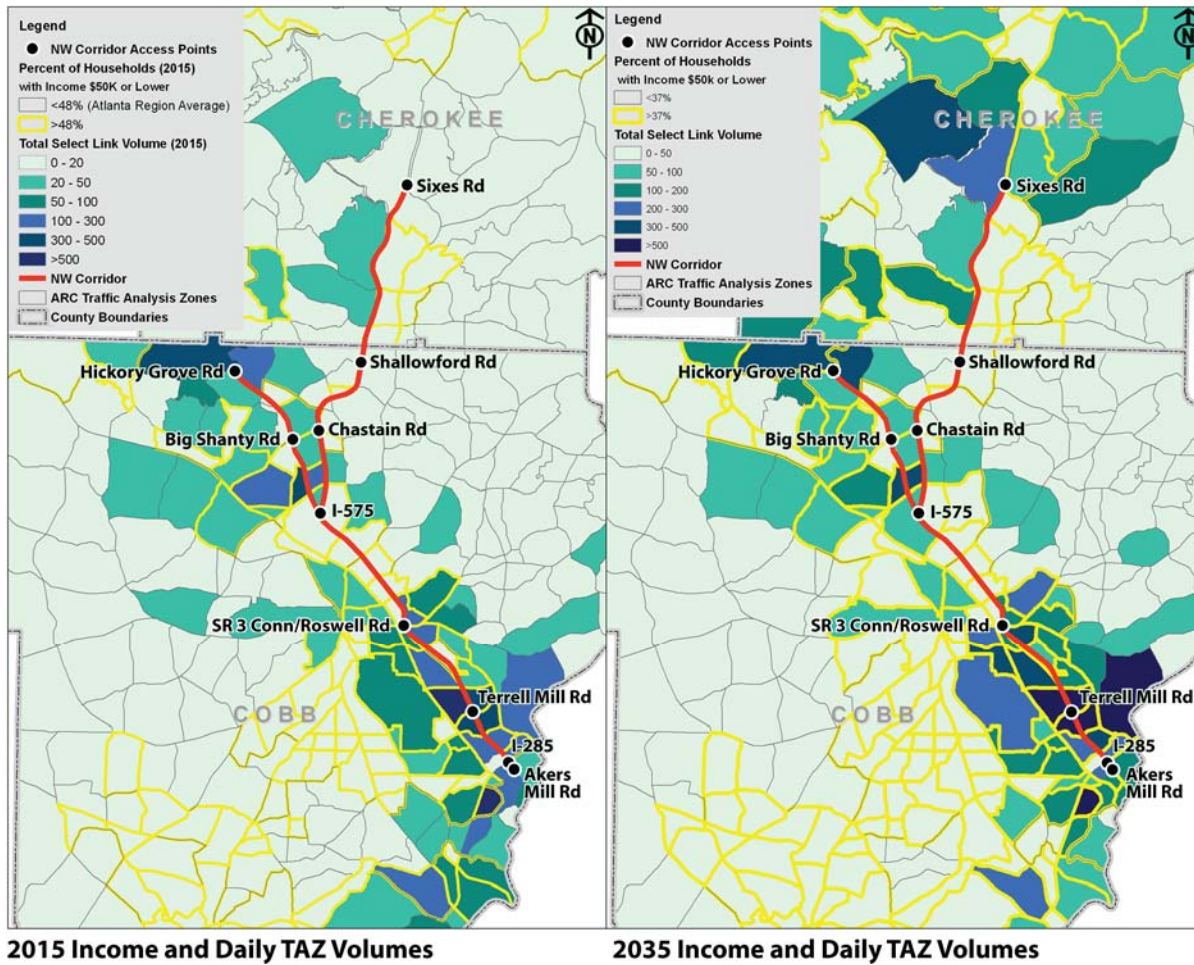 Legend
NW Corridor Access Points
Percent of Households (2015)
with Income $50K or Lower
<48% (Atlanta Region Average)
>48%
Total Select Link Volume (2015)
0 - 20
20 - 50
50 - 100
100 - 300
300 - 500
>500
NW Corridor
ARC Traffic Analysis Zones
County Boundaries
N
CHEROKEE
Sixes Rd
Shallowford Rd
Hickory Grove Rd
Big Shanty Rd
Chastain Rd
I-575
SR 3 Conn/Roswell Rd
Terrell Mill Rd
COBB
I-285
Akers
Mill Rd
2015 Income and Daily TAZ Volumes
Legend
NW Corridor Access Points
Percent of Households
with Income $50k or Lower
<37%
>37%
Total Select Link Volume
0 - 50
50 - 100
100 - 200
200 - 300
300 - 500
>500
NW Corridor
ARC Traffic Analysis Zones
County Boundaries
N
CHEROKEE
Sixes Rd
Shallowford Rd
Hickory Grove Rd
Big Shanty Rd
Chastain Rd
I-575
SR 3 Conn/Roswell Rd
Terrell Mill Rd
COBB
I-285
Akers
Mill Rd
2035 Income and Daily TAZ Volumes